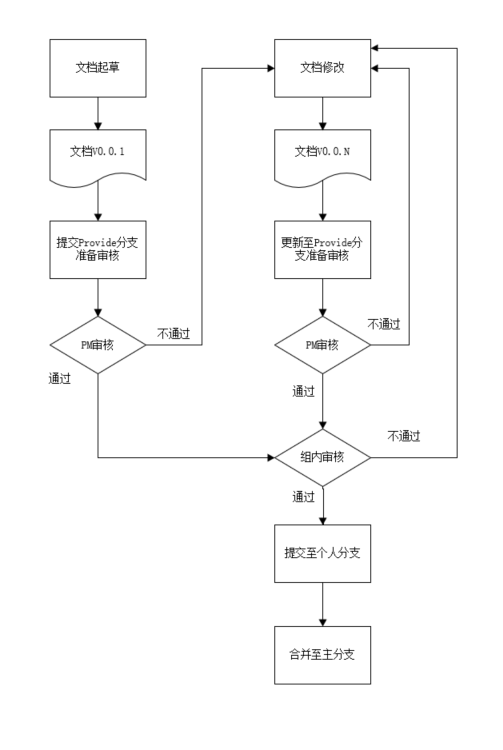 文档起草
文档V0.0.1
提交Provide分支
准备审核
PM审核
不通过
通过
文档修改
文档V0.0.N
更新至Provide分
支准备审核
PM审核
不通过
通过
组内审核
不通过
通过
提交至个人分支
合并至主分支